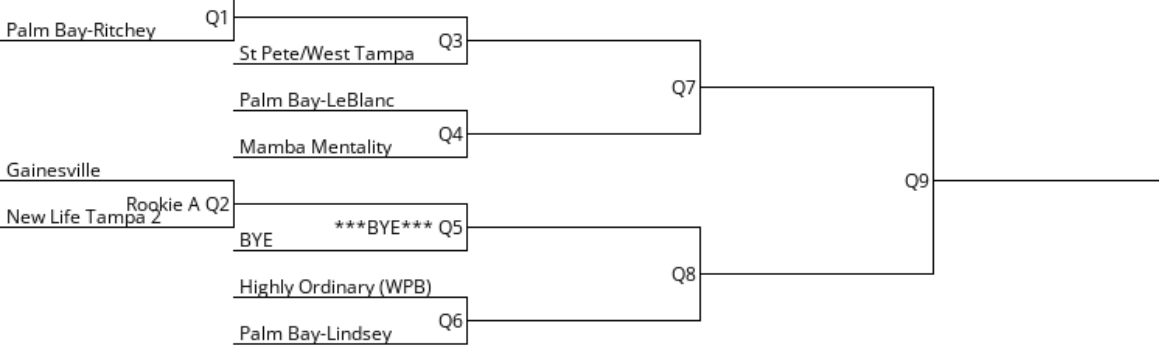 Q1
Palm Bay-Ritchey
Q3
St Pete/West Tampa
Q7
Palm Bay-LeBlanc
Q4
Mamba Mentality
Gainesville
Q9
Rookie A Q2
New Life Tampa 2
***BYE*** Q5
BYE
Q8
Highly Ordinary (WPB)
Q6
Palm Bay-Lindsey